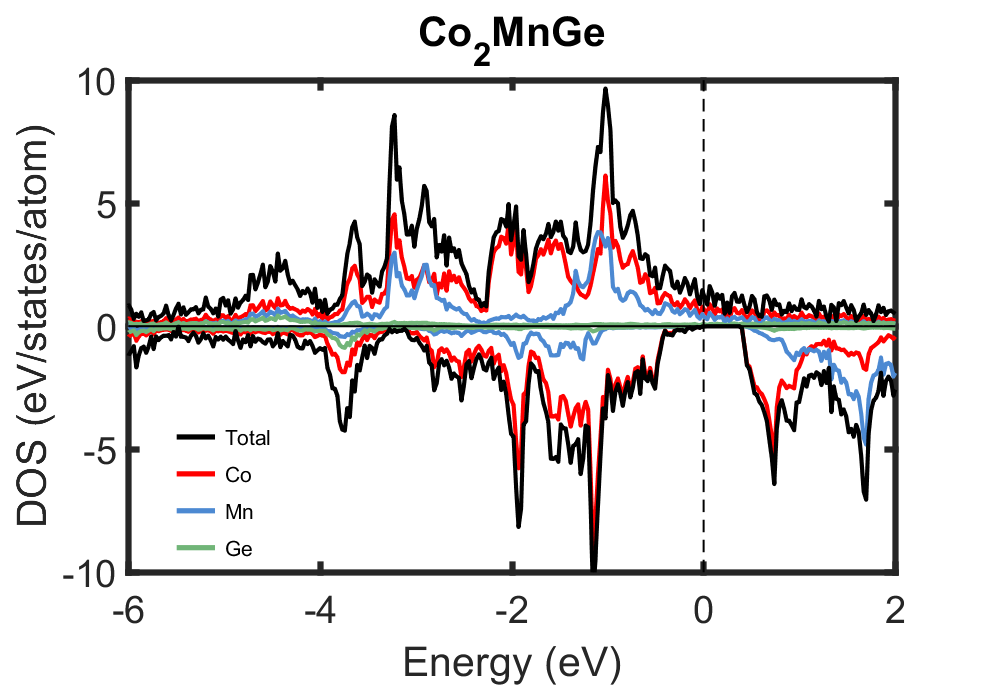 Co₂MnGe
DOS (eV/states/atom)
10
5
0
-5
-10
Total
Co
Mn
Ge
-6 -4 -2 0 2
Energy (eV)